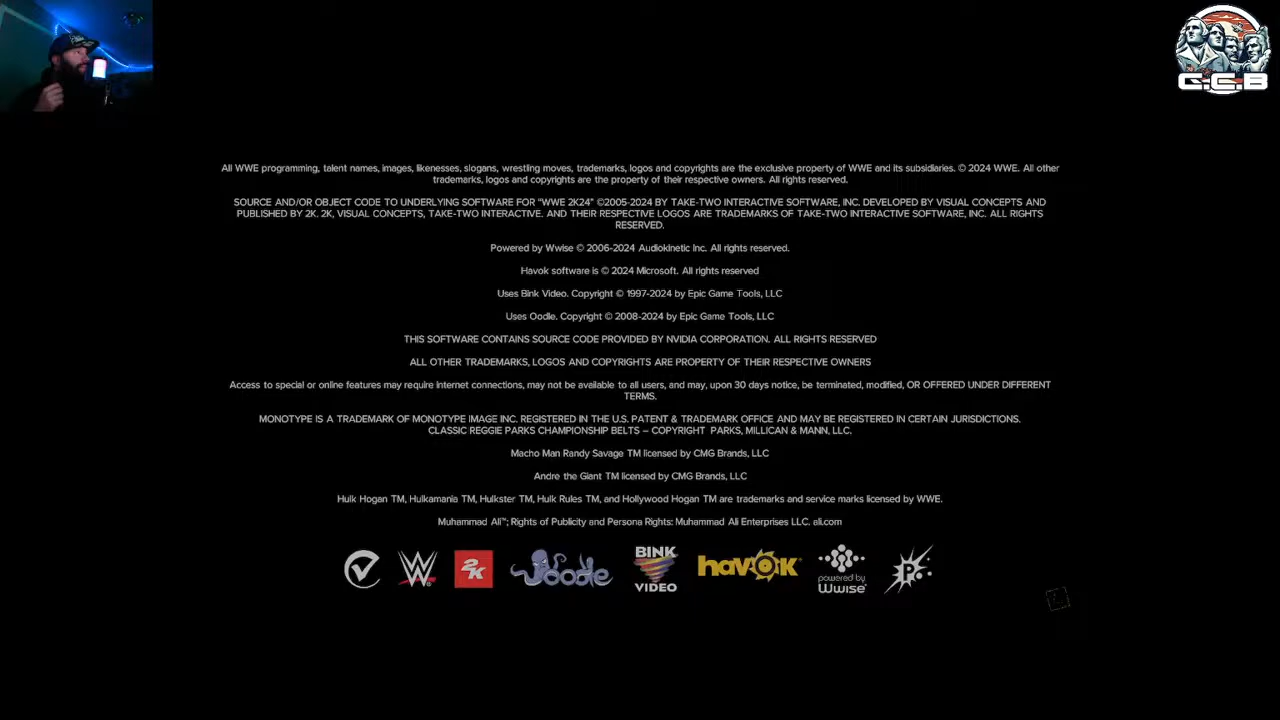 G.C.B
All WWE programming, talent names, images, likenesses, slogans, wrestling moves, trademarks, logos and copyrights are the exclusive property of WWE and its subsidiaries. © 2024 WWE. All other
trademarks, logos and copyrights are the property of their respective owners. All rights reserved.
SOURCE AND/OR OBJECT CODE TO UNDERLYING SOFTWARE FOR "WWE 2K24" ©2005-2024 BY TAKE-TWO INTERACTIVE SOFTWARE, INC. DEVELOPED BY VISUAL CONCEPTS AND
PUBLISHED BY 2K. 2K, VISUAL CONCEPTS, TAKE-TWO INTERACTIVE. AND THEIR RESPECTIVE LOGOS ARE TRADEMARKS OF TAKE-TWO INTERACTIVE SOFTWARE, INC. ALL RIGHTS
RESERVED.
Powered by Wwise © 2006-2024 Audiokinetic Inc. All rights reserved.
Havok software is © 2024 Microsoft. All rights reserved
Uses Bink Video. Copyright © 1997-2024 by Epic Game Tools, LLC
Uses Oodle. Copyright © 2008-2024 by Epic Game Tools, LLC
THIS SOFTWARE CONTAINS SOURCE CODE PROVIDED BY NVIDIA CORPORATION. ALL RIGHTS RESERVED
ALL OTHER TRADEMARKS, LOGOS AND COPYRIGHTS ARE PROPERTY OF THEIR RESPECTIVE OWNERS
Access to special or online features may require internet connections, may not be available to all users, and may, upon 30 days notice, be terminated, modified, OR OFFERED UNDER DIFFERENT
TERMS.
MONOTYPE IS A TRADEMARK OF MONOTYPE IMAGE INC. REGISTERED IN THE U.S. PATENT & TRADEMARK OFFICE AND MAY BE REGISTERED IN CERTAIN JURISDICTIONS.
CLASSIC REGGIE PARKS CHAMPIONSHIP BELTS – COPYRIGHT PARKS, MILLICAN & MANN, LLC.
Macho Man Randy Savage TM licensed by CMG Brands, LLC
Andre the Giant TM licensed by CMG Brands, LLC
Hulk Hogan TM, Hulkamania TM, Hulkster TM, Hulk Rules TM, and Hollywood Hogan TM are trademarks and service marks licensed by WWE.
Muhammad Ali™; Rights of Publicity and Persona Rights: Muhammad Ali Enterprises LLC. ali.com
W 2K oodle BINK VIDEO havok powered by Wwise P